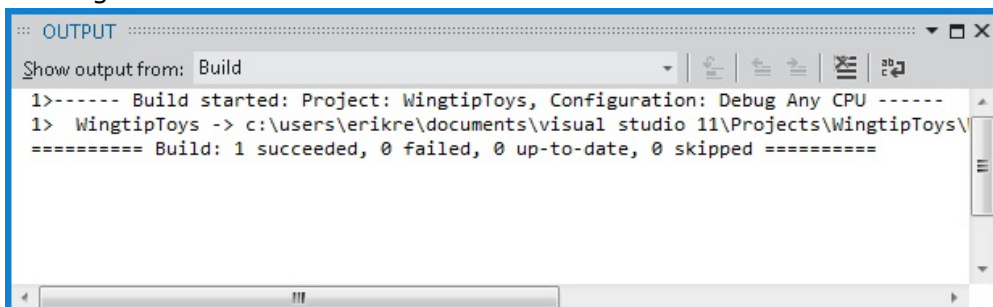 OUTPUT
Show output from: Build
1>------ Build started: Project: WingtipToys, Configuration: Debug Any CPU ------
1>  WingtipToys -> c:\users\erikre\documents\visual studio 11\Projects\WingtipToys\
========== Build: 1 succeeded, 0 failed, 0 up-to-date, 0 skipped ==========